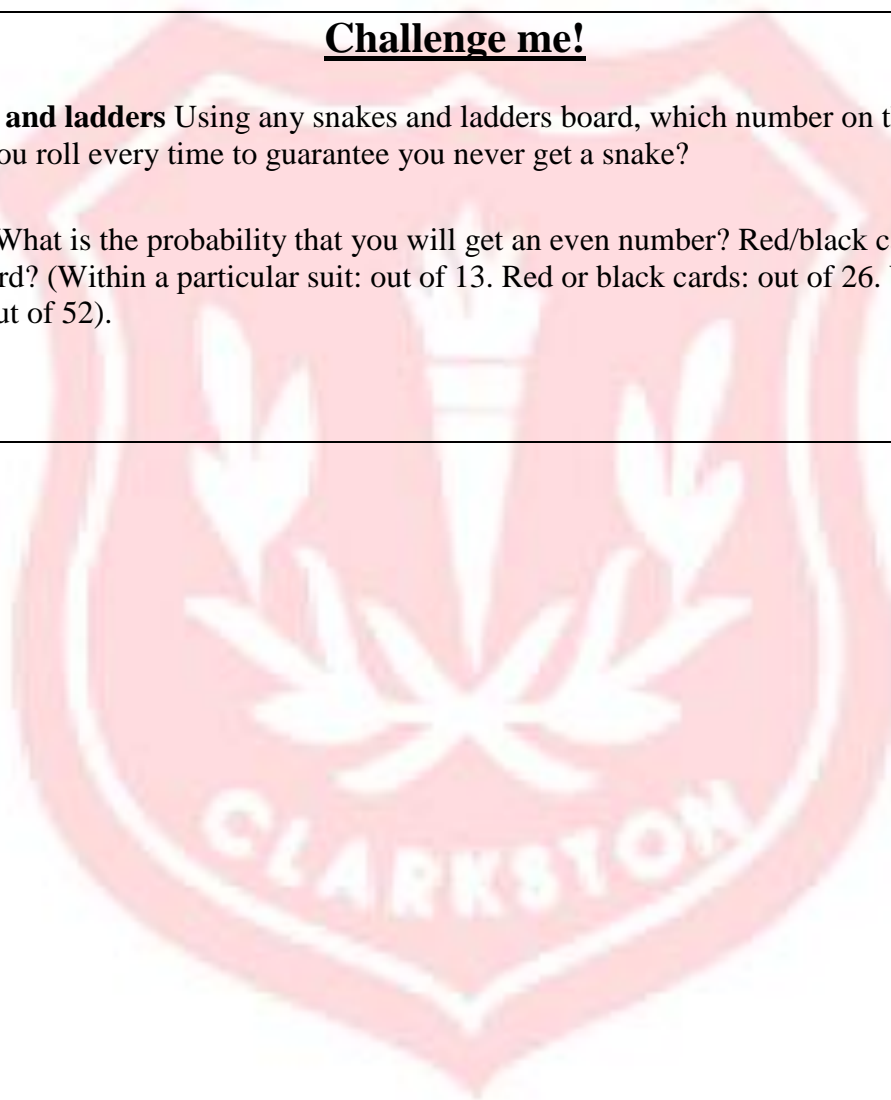 Challenge me!
and ladders Using any snakes and ladders board, which number on t
ou roll every time to guarantee you never get a snake?
What is the probability that you will get an even number? Red/black c
rd? (Within a particular suit: out of 13. Red or black cards: out of 26.
ut of 52).
CLARKSTON